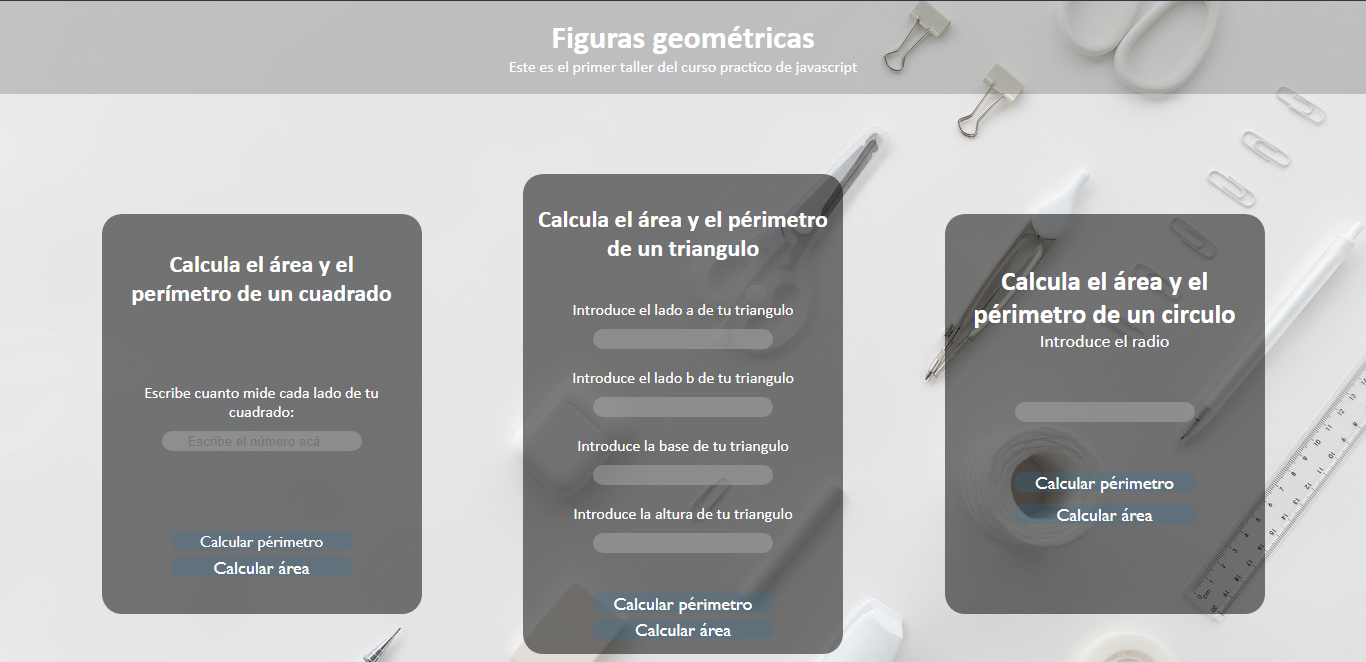 Figuras geométricas
Este es el primer taller del curso practico de javascript
Calcula el área y el
perímetro de un cuadrado
Escribe cuanto mide cada lado de tu
cuadrado:
Escribe el número acá
Calcular périmetro
Calcular área
Calcula el área y el périmetro
de un triangulo
Introduce el lado a de tu triangulo
Introduce el lado b de tu triangulo
Introduce la base de tu triangulo
Introduce la altura de tu triangulo
Calcular périmetro
Calcular área
Calcula el área y el
périmetro de un circulo
Introduce el radio
Calcular périmetro
Calcular área